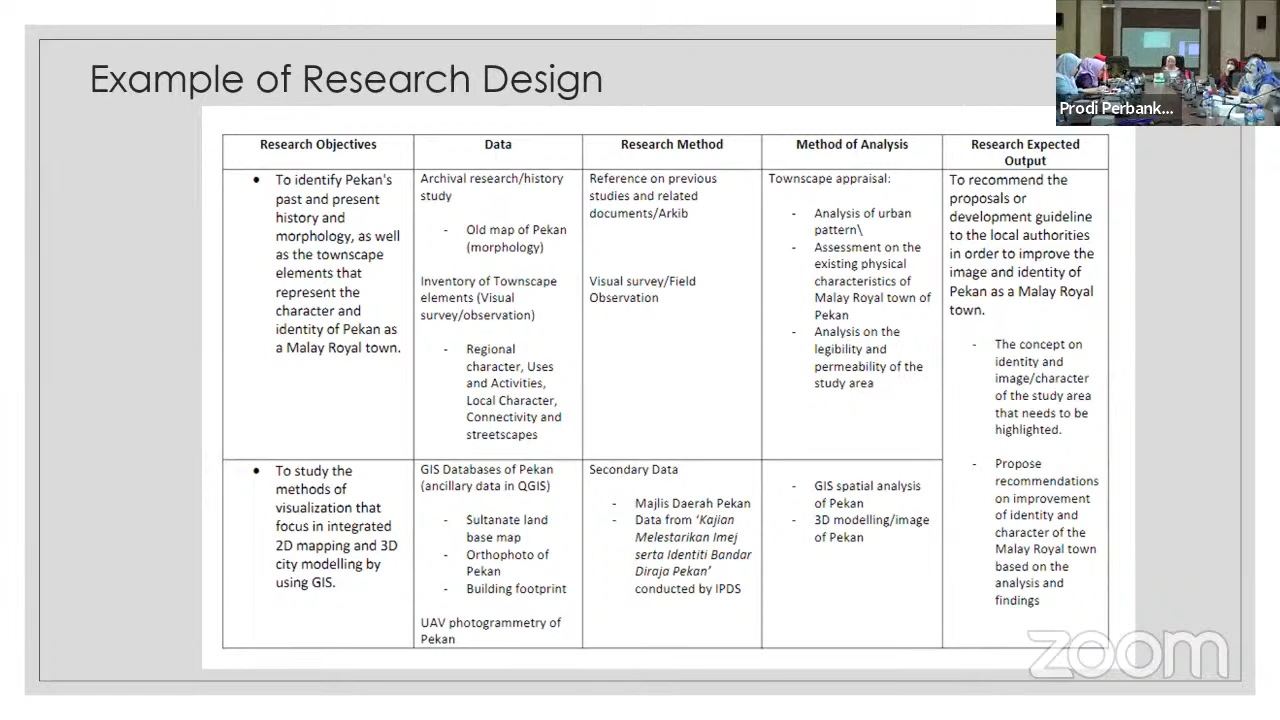 Example of Research Design
Prodi Perbank...
Research Objectives
Data
Research Method
Method of Analysis
Research Expected
Output
• To identify Pekan's
past and present
history and
morphology, as well
as the townscape
elements that
represent the
character and
identity of Pekan as
a Malay Royal town.
Archival research/history
study
- Old map of Pekan
(morphology)
Inventory of Townscape
elements (Visual
survey/observation)
- Regional
character, Uses
and Activities,
Local Character,
Connectivity and
streetscapes
Reference on previous
studies and related
documents/Arkib
Visual survey/Field
Observation
Townscape appraisal:
- Analysis of urban
pattern\
- Assessment on the
existing physical
characteristics of
Malay Royal town of
Pekan
- Analysis on the
legibility and
permeability of the
study area
To recommend the
proposals or
development guideline
to the local authorities
in order to improve the
image and identity of
Pekan as a Malay Royal
town.
- The concept on
identity and
image/character
of the study area
that needs to be
highlighted.
- Propose
recommendations
on improvement
of identity and
character of the
Malay Royal town
based on the
analysis and
findings
• To study the
methods of
visualization that
focus in integrated
2D mapping and 3D
city modelling by
using GIS.
GIS Databases of Pekan
(ancillary data in QGIS)
- Sultanate land
base map
- Orthophoto of
Pekan
- Building footprint
UAV photogrammetry of
Pekan
Secondary Data
- Majlis Daerah Pekan
- Data from ‘Kajian
Melestarikan Imej
serta Identiti Bandar
Diraja Pekan’
conducted by IPDS
- GIS spatial analysis
of Pekan
- 3D modelling/image
of Pekan
zoom